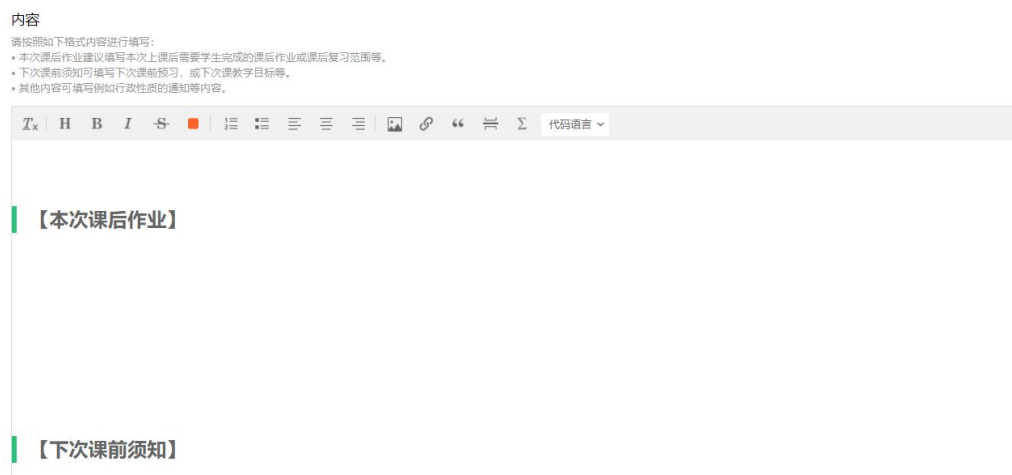 内容
请按照如下格式内容进行填写：
• 本次课后作业建议填写本次上课后需要学生完成的课后作业或课后复习范围等。
• 下次课前须知可填写下次课前预习，或下次课教学目标等。
• 其他内容可填写例如行政性质的通知等内容。
Tx H B I S “ Σ 代码语言
【本次课后作业】
【下次课前须知】